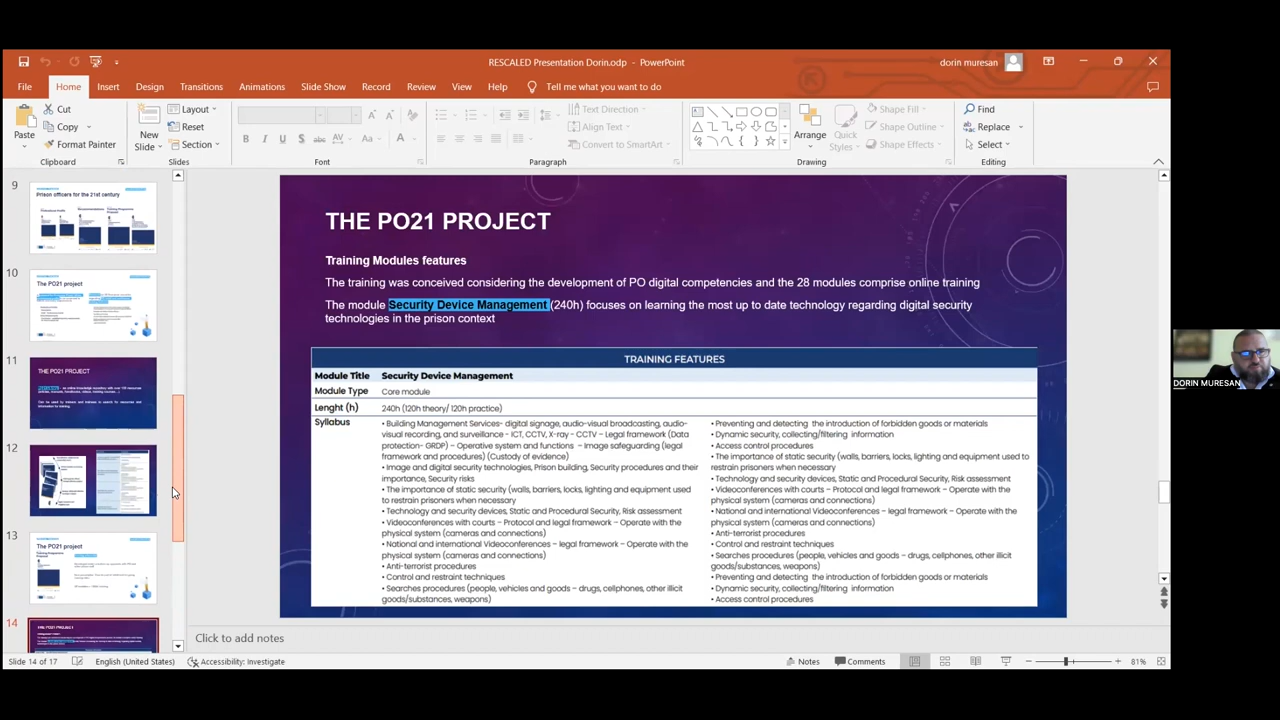 RESCALED Presentation Dorin.odp - PowerPoint
dorin muresan
File Home Insert Design Transitions Animations Slide Show Record Review View Help Tell me what you want to do
Paste
Cut
Copy
Format Painter
Clipboard
New
Slide
Layout
Reset
Section
Slides
Font
Text Direction
Align Text
Convert to SmartArt
Paragraph
Arrange
Quick
Styles
Shape Fill
Shape Outline
Shape Effects
Drawing
Find
Replace
Select
Editing
9
Prison officers for the 21st century
10
11
THE PO21 PROJECT
12
13
The PO21 project
14
THE PO21 PROJECT
THE PO21 PROJECT
Training Modules features
The training was conceived considering the development of PO digital competencies and the 28 modules comprise online training
The module Security Device Management (240h) focuses on learning the most up to date technology regarding digital security
technologies in the prison context
TRAINING FEATURES
Module Title Security Device Management
Module Type Core module
Lenght (h) 240h (120h theory/ 120h practice)
Syllabus
• Building Management Services- digital signage, audio-visual broadcasting, audio-
visual recording, and surveillance - ICT, CCTV, X-ray - CCTV – Legal framework (Data
protection- GRDP) – Operative system and functions – Image safeguarding (legal
framework and procedures) (Custody of evidence)
• Image and digital security technologies, Prison building, Security procedures and their
importance, Security risks
• The importance of static security (walls, barriers, locks, lighting and equipment used
to restrain prisoners when necessary
• Technology and security devices, Static and Procedural Security, Risk assessment
• Videoconferences with courts – Protocol and legal framework – Operate with the
physical system (cameras and connections)
• National and international Videoconferences – legal framework – Operate with the
physical system (cameras and connections)
• Anti-terrorist procedures
• Control and restraint techniques
• Searches procedures (people, vehicles and goods – drugs, cellphones, other illicit
goods/substances, weapons)
• Preventing and detecting the introduction of forbidden goods or materials
• Dynamic security, collecting/filtering information
• Access control procedures
• The importance of static security (walls, barriers, locks, lighting and equipment used to
restrain prisoners when necessary
• Technology and security devices, Static and Procedural Security, Risk assessment
• Videoconferences with courts – Protocol and legal framework – Operate with the
physical system (cameras and connections)
• National and international Videoconferences – legal framework – Operate with the
physical system (cameras and connections)
• Anti-terrorist procedures
• Control and restraint techniques
• Searches procedures (people, vehicles and goods – drugs, cellphones, other illicit
goods/substances, weapons)
• Preventing and detecting the introduction of forbidden goods or materials
• Dynamic security, collecting/filtering information
• Access control procedures
DORIN MURESAN
Click to add notes
Slide 14 of 17 English (United States) Accessibility: Investigate Notes Comments 81%